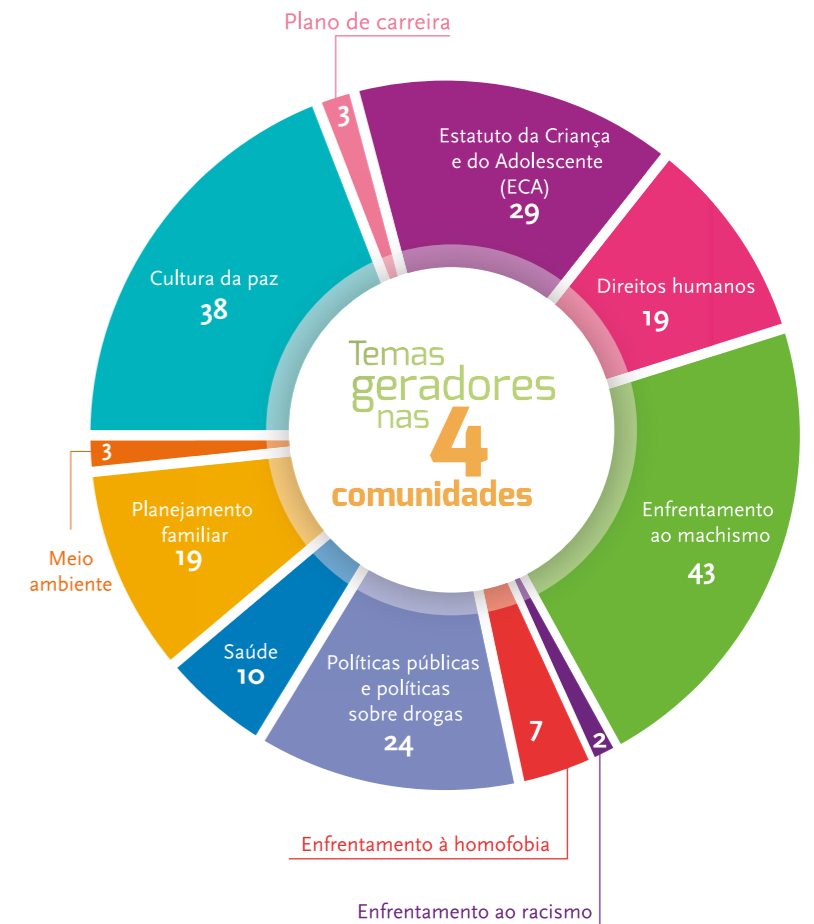 Plano de carreira
3
Estatuto da Criança
e do Adolescente
(ECA)
29
Direitos humanos
19
Cultura da paz
38
Temas
geradores
nas 4
comunidades
3
Meio
ambiente
Planejamento
familiar
19
Enfrentamento
ao machismo
43
Saúde
10
Políticas públicas
e políticas
sobre drogas
24
7
2
Enfrentamento à homofobia
Enfrentamento ao racismo